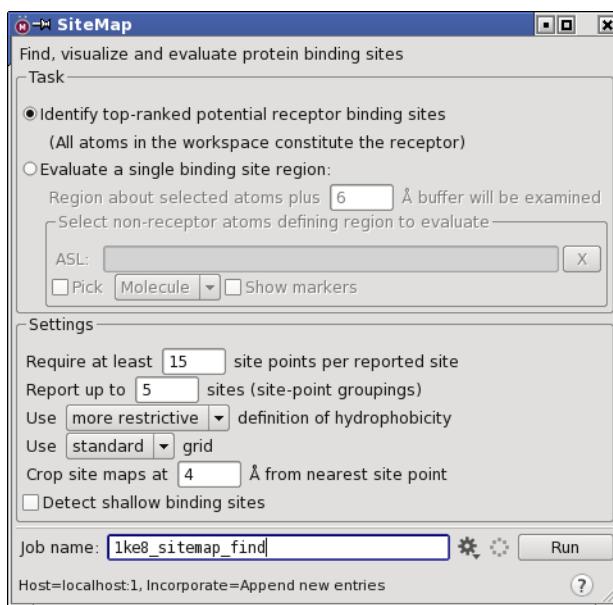 SiteMap
Find, visualize and evaluate protein binding sites
Task
Identify top-ranked potential receptor binding sites
(All atoms in the workspace constitute the receptor)
Evaluate a single binding site region:
Region about selected atoms plus 6 Å buffer will be examined
Select non-receptor atoms defining region to evaluate
ASL: X
Pick Molecule Show markers
Settings
Require at least 15 site points per reported site
Report up to 5 sites (site-point groupings)
Use more restrictive definition of hydrophobicity
Use standard grid
Crop site maps at 4 Å from nearest site point
Detect shallow binding sites
Job name: 1ke8_sitemap_find Run
Host=localhost:1, Incorporate=Append new entries ?